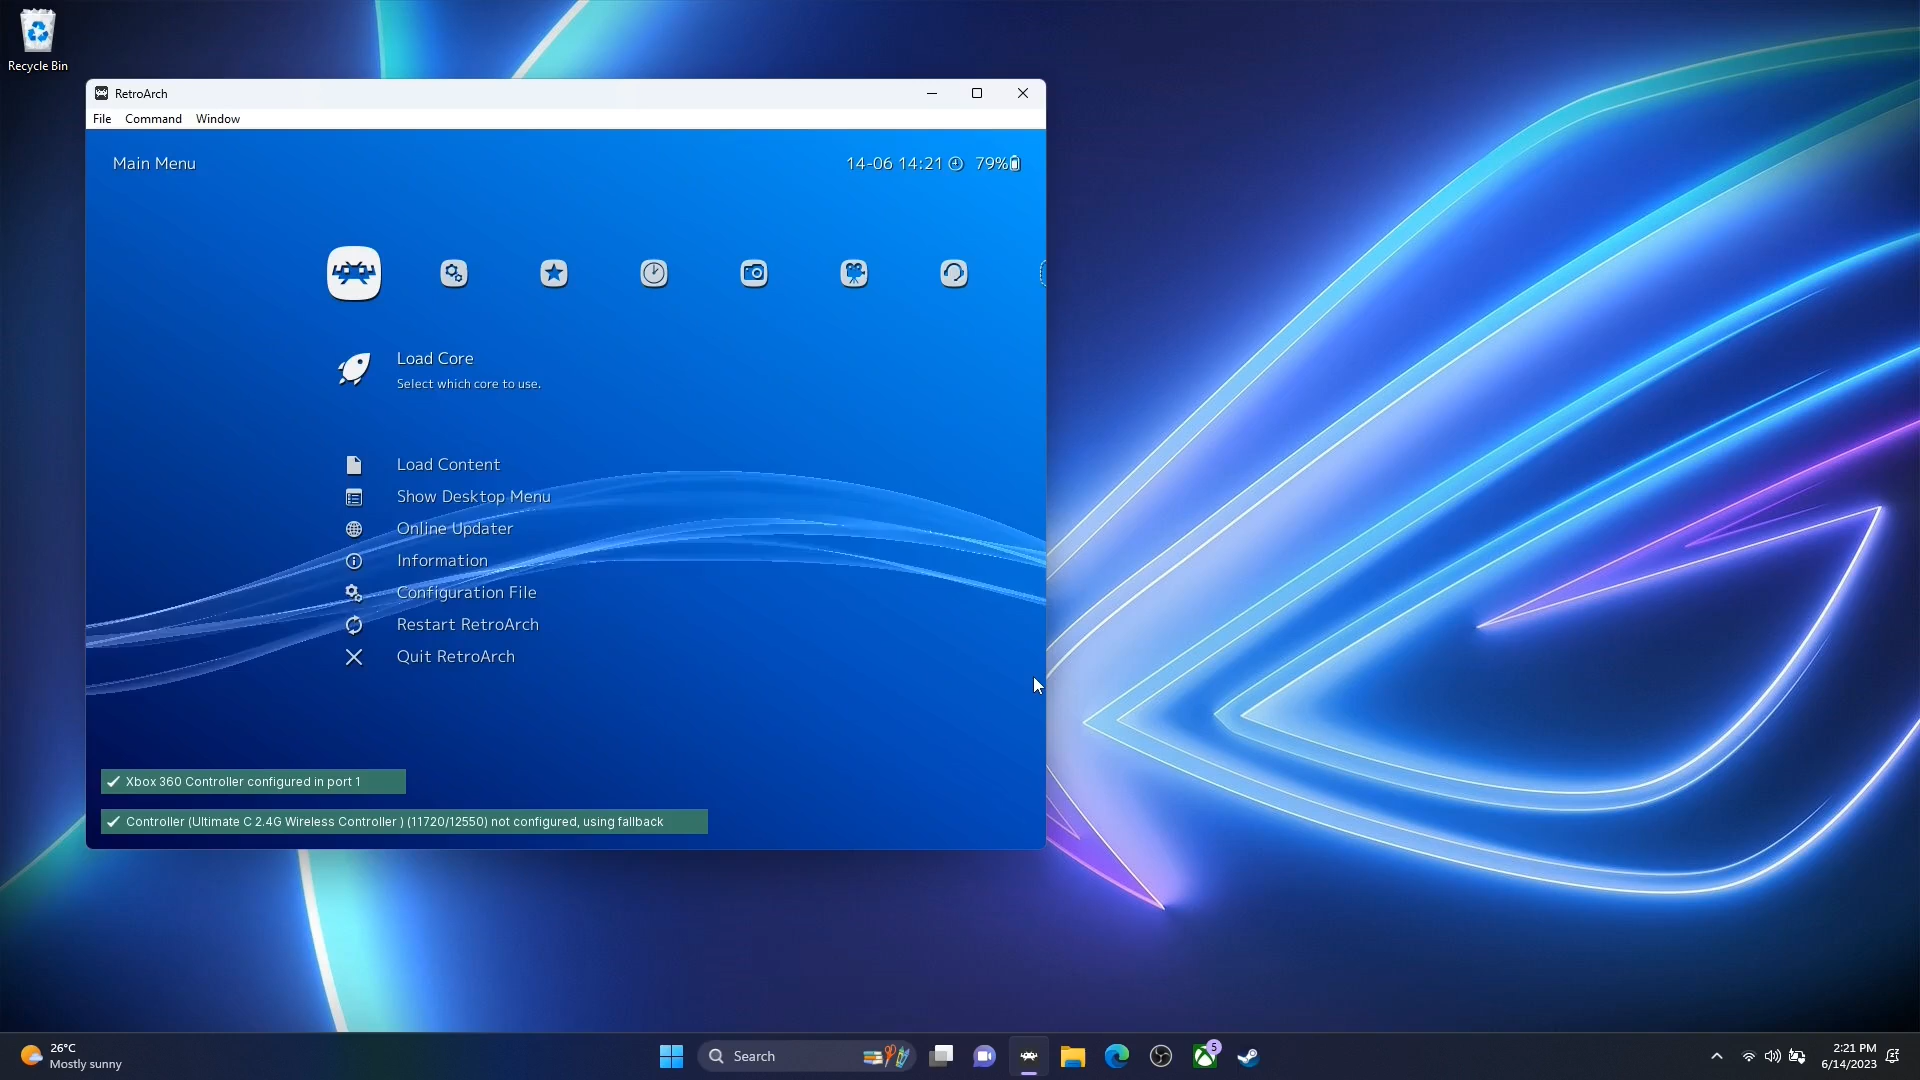 Recycle Bin
RetroArch
File Command Window
Main Menu
14-06 14:21 79%
Load Core
Select which core to use.
Load Content
Show Desktop Menu
Online Updater
Information
Configuration File
Restart RetroArch
Quit RetroArch
Xbox 360 Controller configured in port 1
Controller (Ultimate C 2.4G Wireless Controller ) (11720/12550) not configured, using fallback
26°C
Mostly sunny
Search
5
2:21 PM
6/14/2023